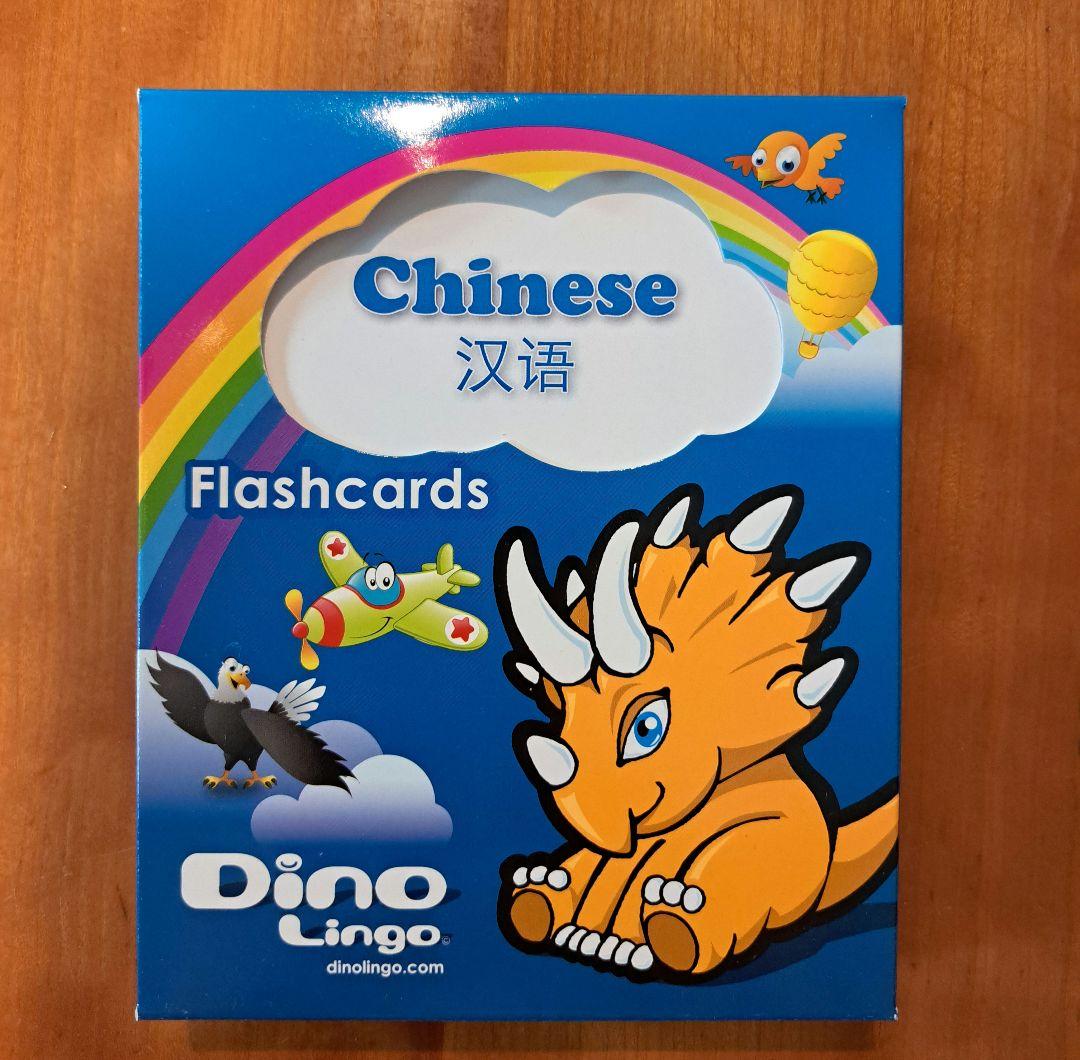 Chinese
汉语
Flashcards
Dino
Lingo©
dinolingo.com